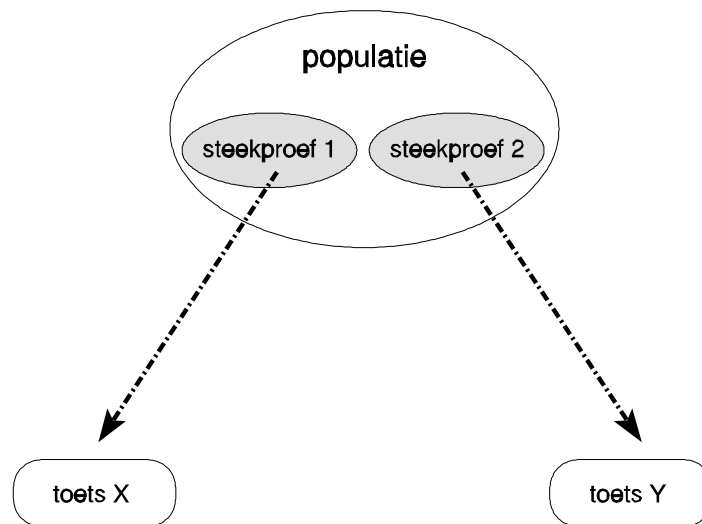 populatie
steekproef 1
steekproef 2
toets X
toets Y